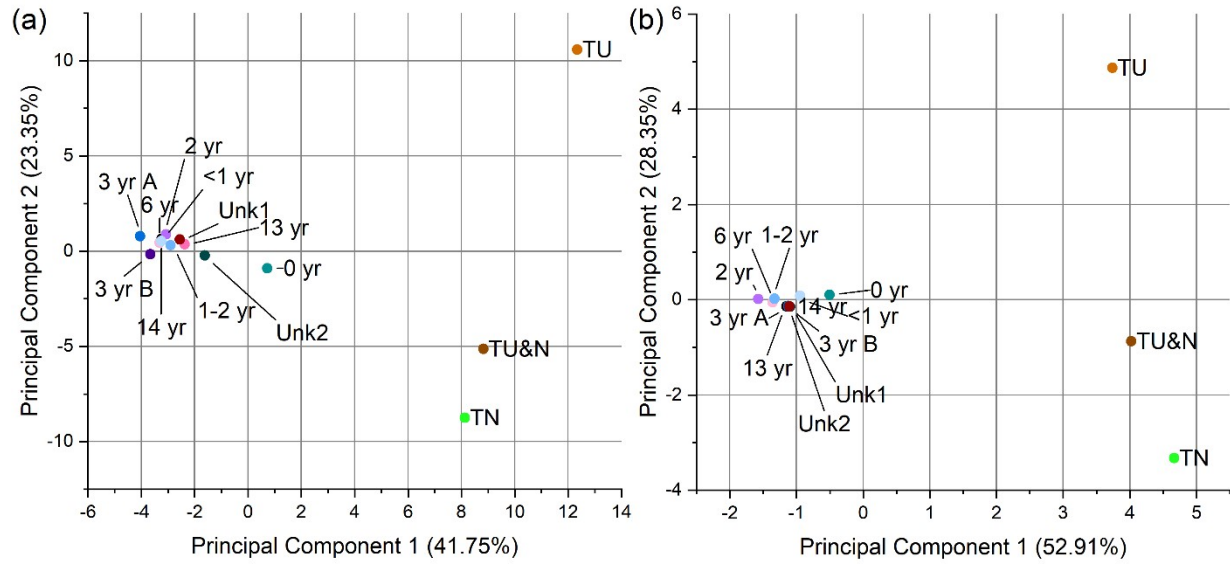 (a)
Principal Component 2 (23.35%)
10
5
0
-5
-10
TU
2 yr
<1 yr
3 yr A
6 yr
Unk1
13 yr
0 yr
3 yr B
14 yr
1-2 yr
Unk2
TU&N
TN
-6 -4 -2 0 2 4 6 8 10 12 14
Principal Component 1 (41.75%)
(b)
Principal Component 2 (28.35%)
6
4
2
0
-2
-4
TU
6 yr
1-2 yr
2 yr
0 yr
3 yr A
14 yr
<1 yr
13 yr
3 yr B
Unk1
Unk2
TU&N
TN
-2 -1 0 1 2 3 4 5
Principal Component 1 (52.91%)